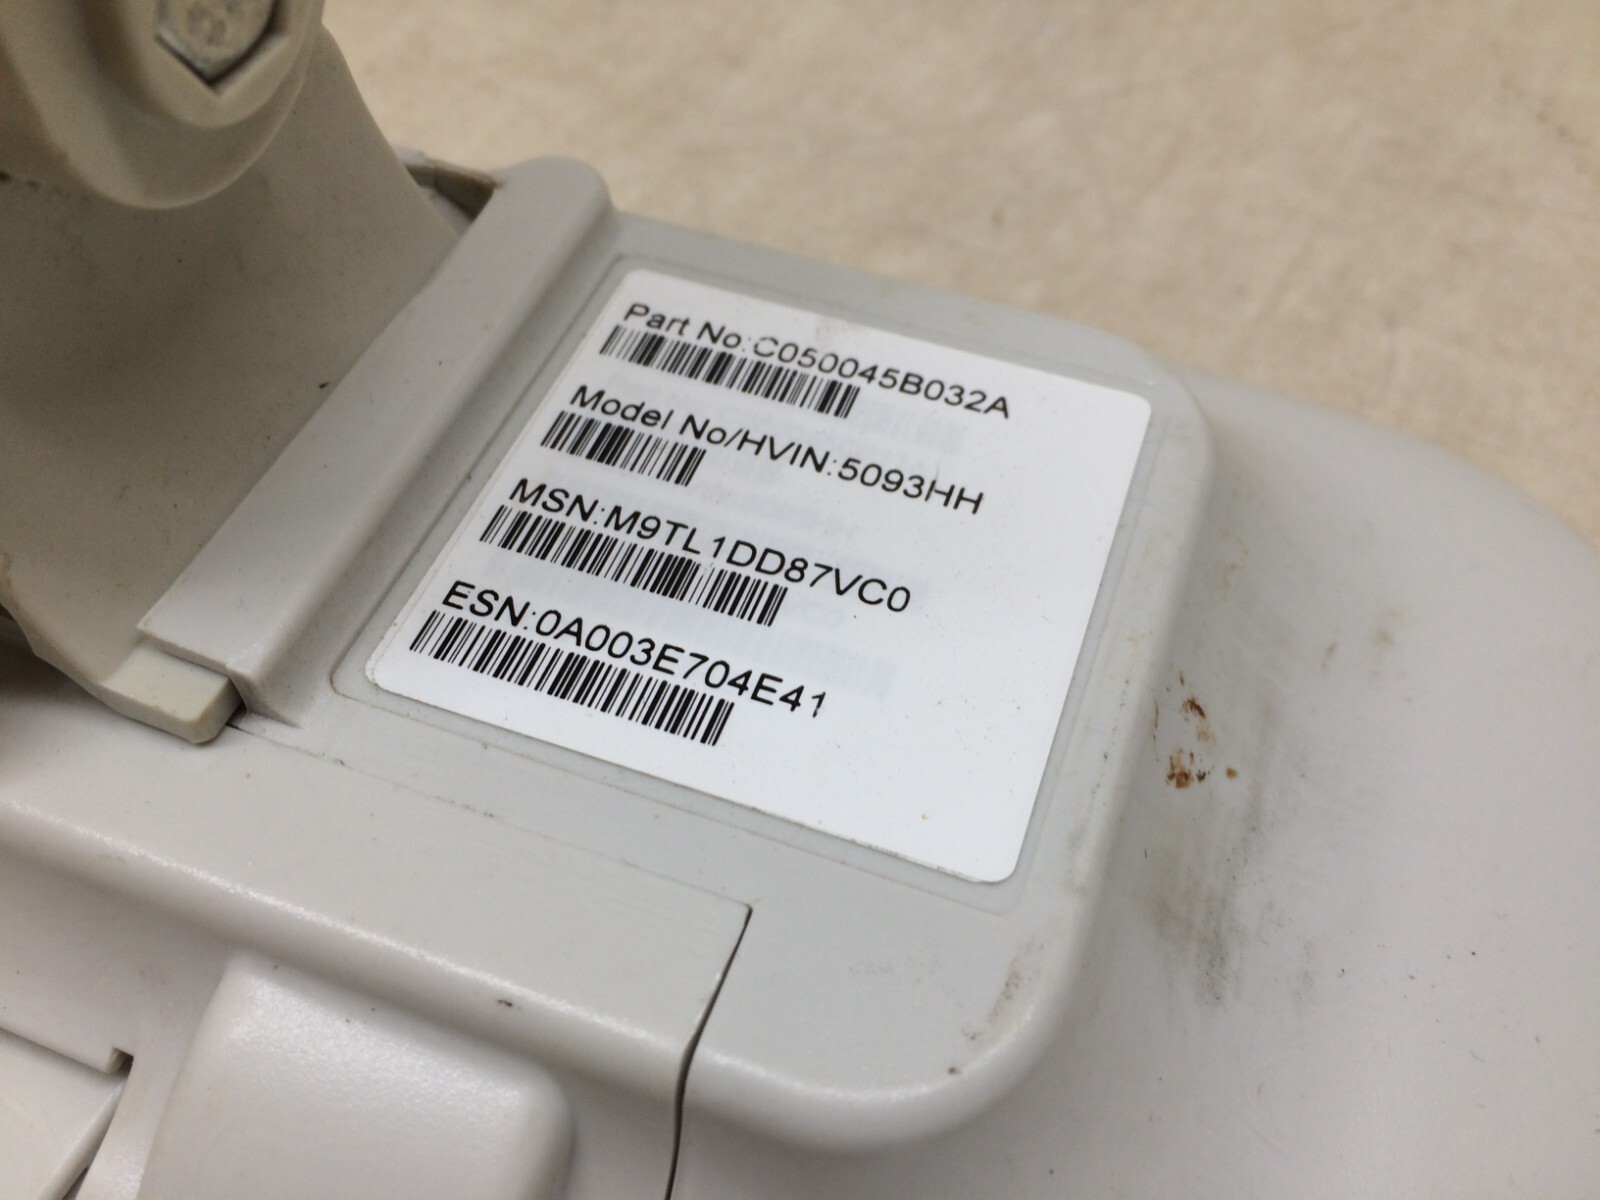 Part No:C050045B032A
Model No/HVIN:5093HH
MSN:M9TL1DD87VC0
ESN:0A003E704E41